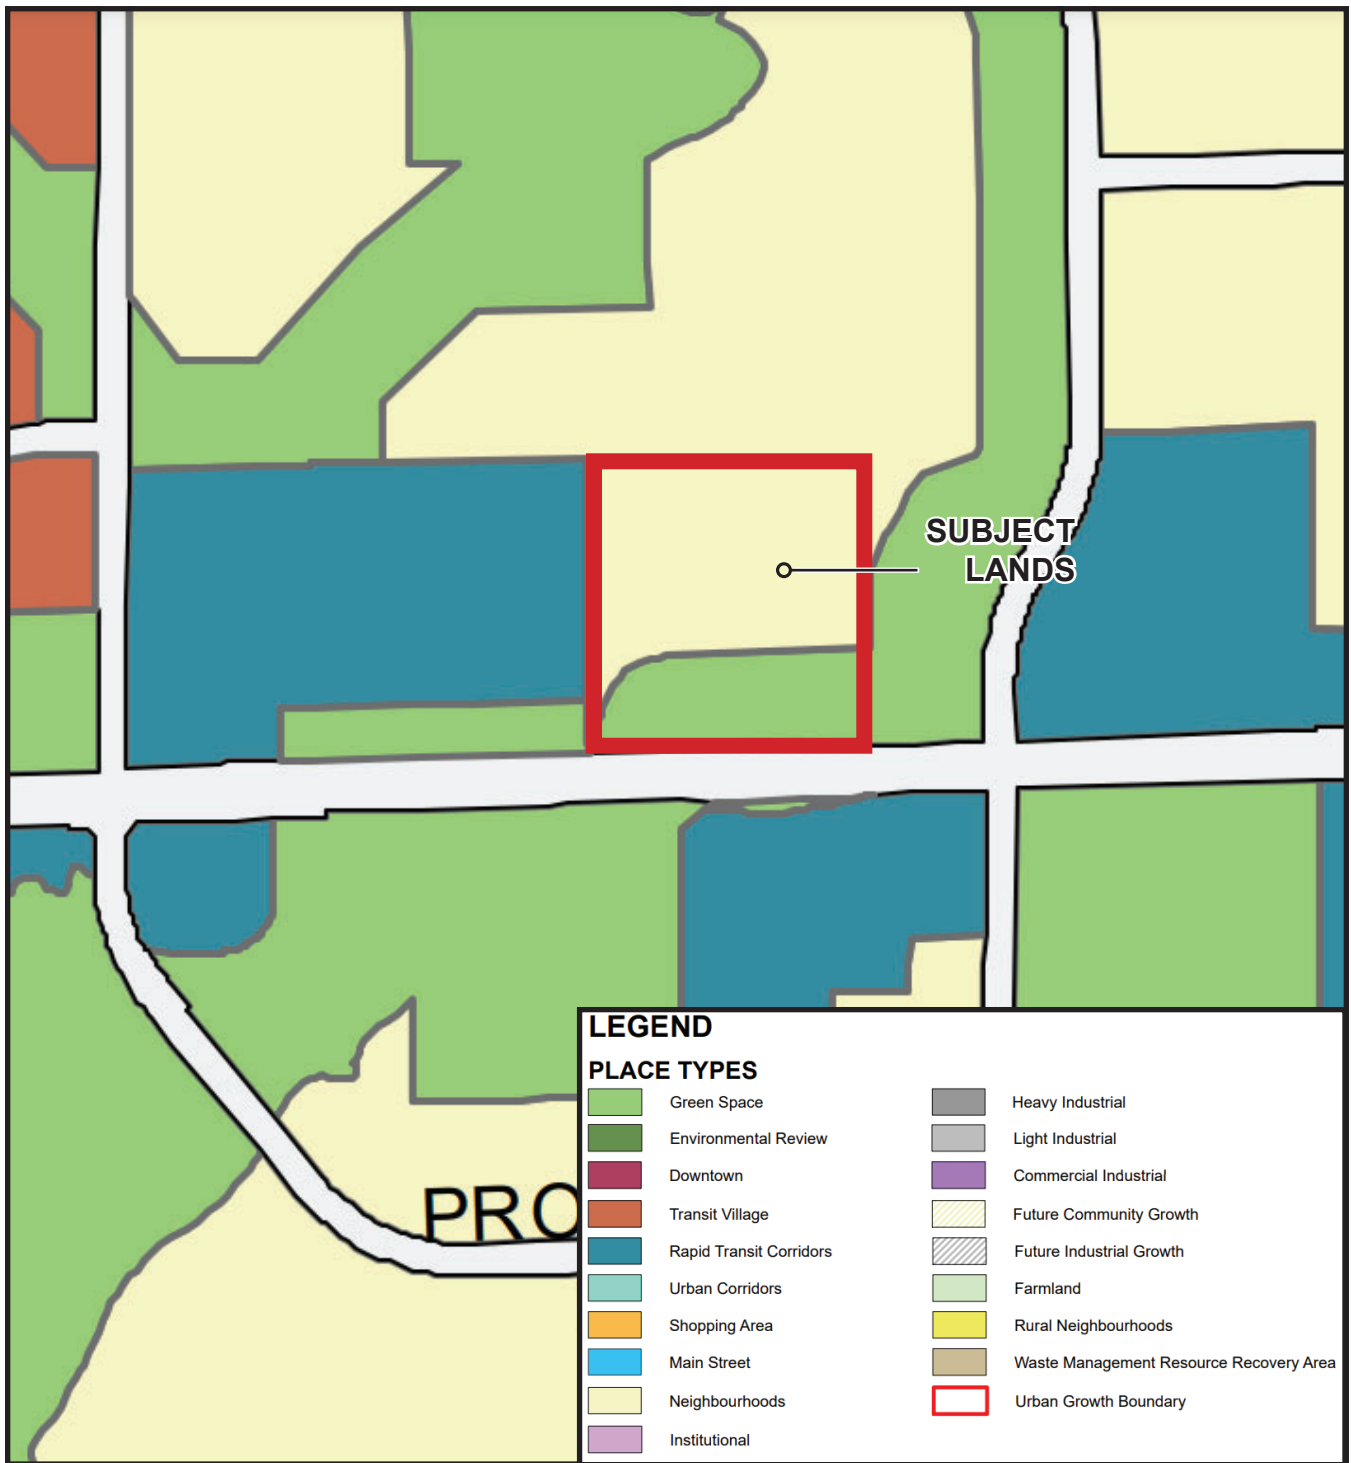 SUBJECT
LANDS
PRO
LEGEND
PLACE TYPES
Green Space
Environmental Review
Downtown
Transit Village
Rapid Transit Corridors
Urban Corridors
Shopping Area
Main Street
Neighbourhoods
Institutional
Heavy Industrial
Light Industrial
Commercial Industrial
Future Community Growth
Future Industrial Growth
Farmland
Rural Neighbourhoods
Waste Management Resource Recovery Area
Urban Growth Boundary